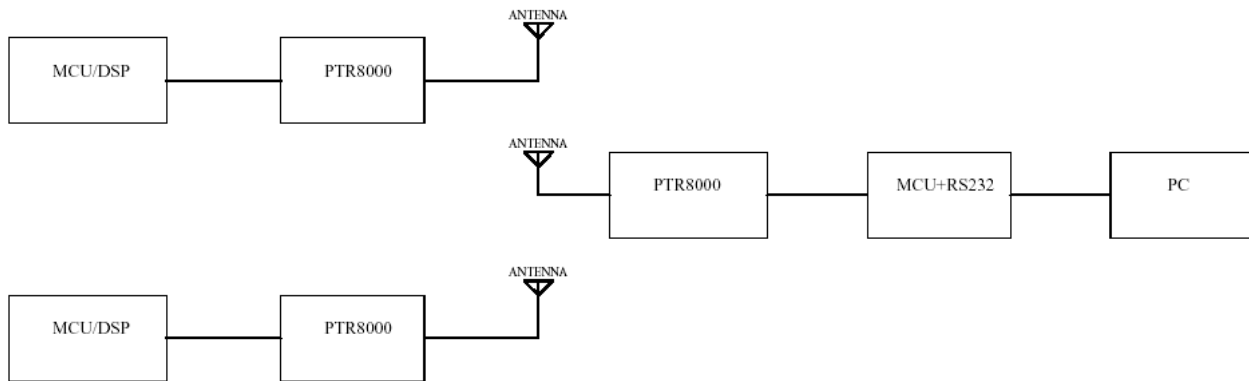 ANTENNA
MCU/DSP
PTR8000
ANTENNA
PTR8000
MCU+RS232
PC
ANTENNA
MCU/DSP
PTR8000